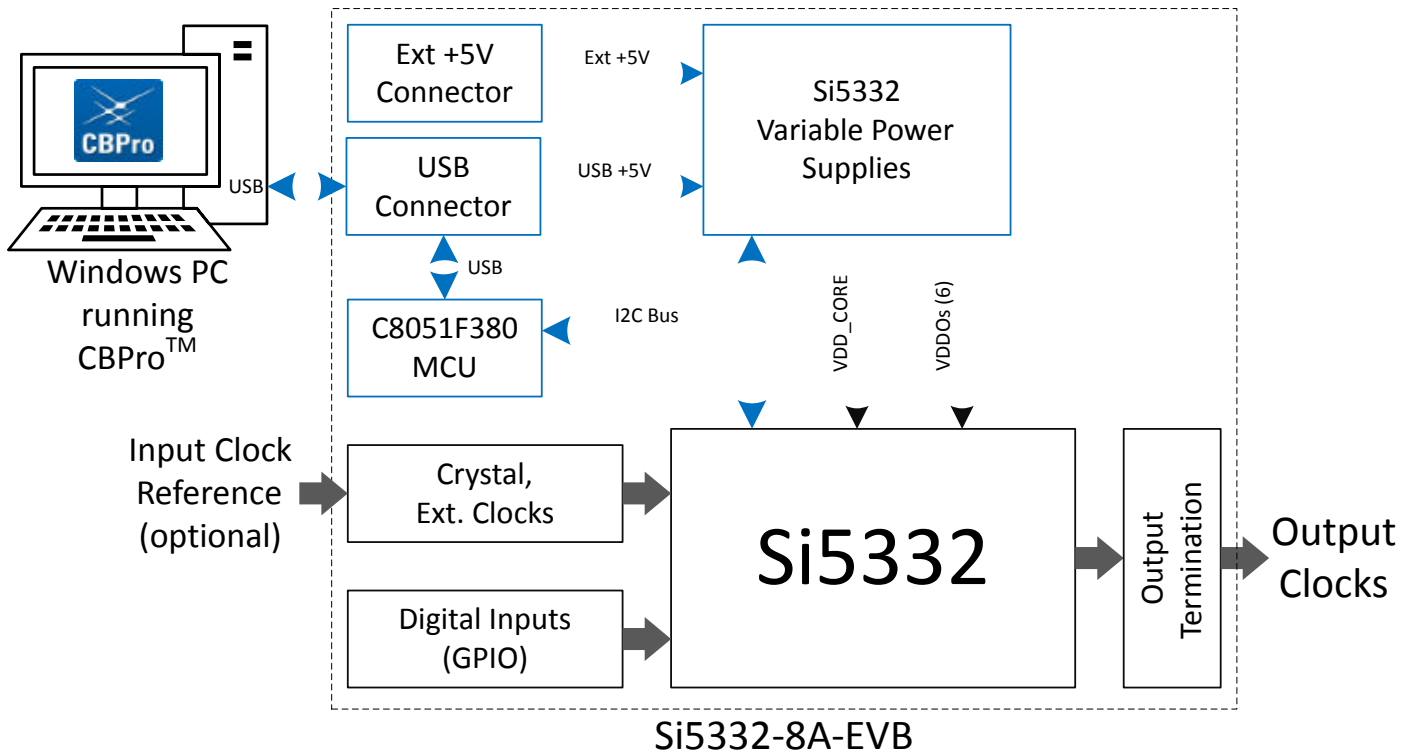 CBPro
USB
Windows PC
running
CBPro™
Ext +5V
Connector
Ext +5V
Si5332
Variable Power
Supplies
USB
Connector
USB +5V
USB
C8051F380
MCU
I2C Bus
VDD_CORE
VDDOs (6)
Input Clock
Reference
(optional)
Crystal,
Ext. Clocks
Digital Inputs
(GPIO)
Si5332
Output
Termination
Output
Clocks
Si5332-8A-EVB